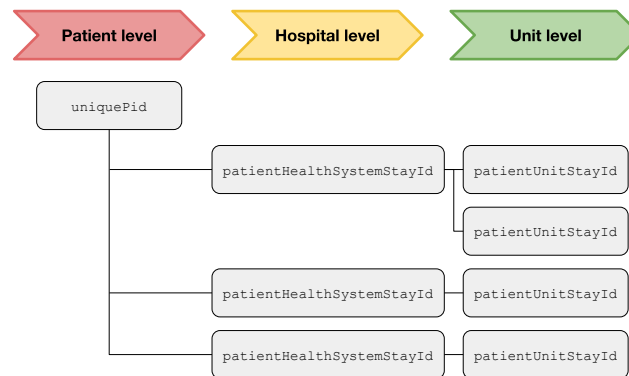 Patient level
Hospital level
Unit level
uniquePid
patientHealthSystemStayId
patientUnitStayId
patientUnitStayId
patientHealthSystemStayId
patientUnitStayId
patientHealthSystemStayId
patientUnitStayId